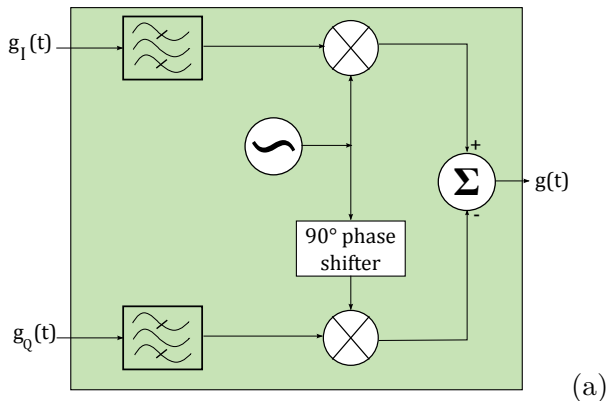 g_I(t)
+
Σ
g(t)
-
90° phase
shifter
g_Q(t)
(a)